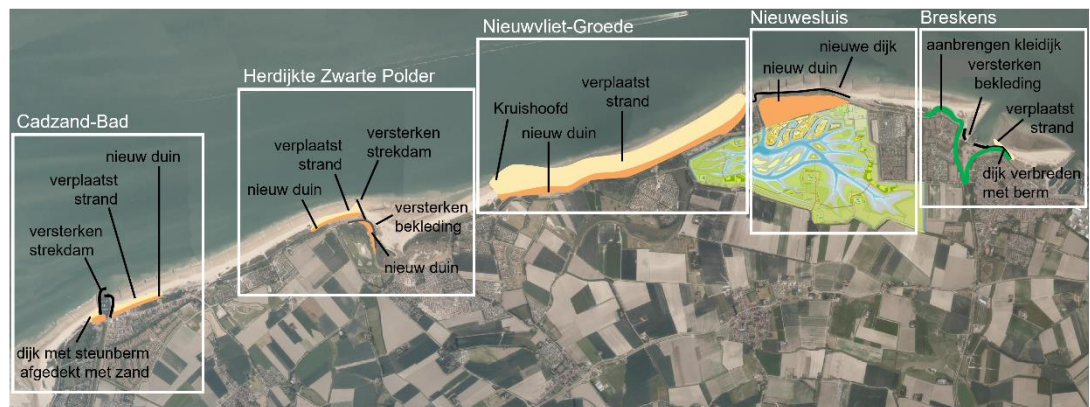 Cadzand-Bad
nieuw duin
verplaatst
strand
versterken
strekdam
dijk met steunberm
afgedekt met zand
Herdijkte Zwarte Polder
versterken
strekdam
verplaatst
strand
nieuw duin
versterken
bekleding
nieuw duin
Nieuwvliet-Groede
verplaatst
strand
Kruishoofd
nieuw duin
Nieuwesluis
nieuwe dijk
nieuw duin
Breskens
aanbrengen kleidijk
versterken
bekleding
verplaatst
strand
dijk verbreden
met berm